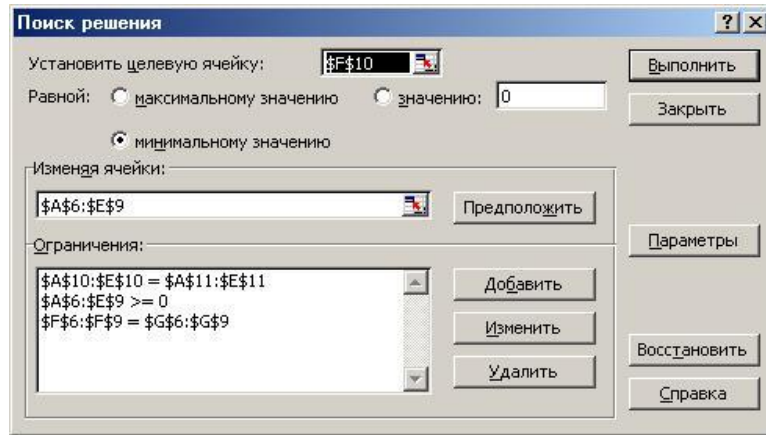 Поиск решения
Установить целевую ячейку: $F$10 Выполнить
Равной: максимальному значению значению: 0 Закрыть
минимальному значению
Изменяя ячейки:
$A$6:$E$9 Предположить
Ограничения: Параметры
$A$10:$E$10 = $A$11:$E$11 Добавить
$A$6:$E$9 >= 0
$F$6:$F$9 = $G$6:$G$9 Изменить
Восстановить
Удалить
Справка